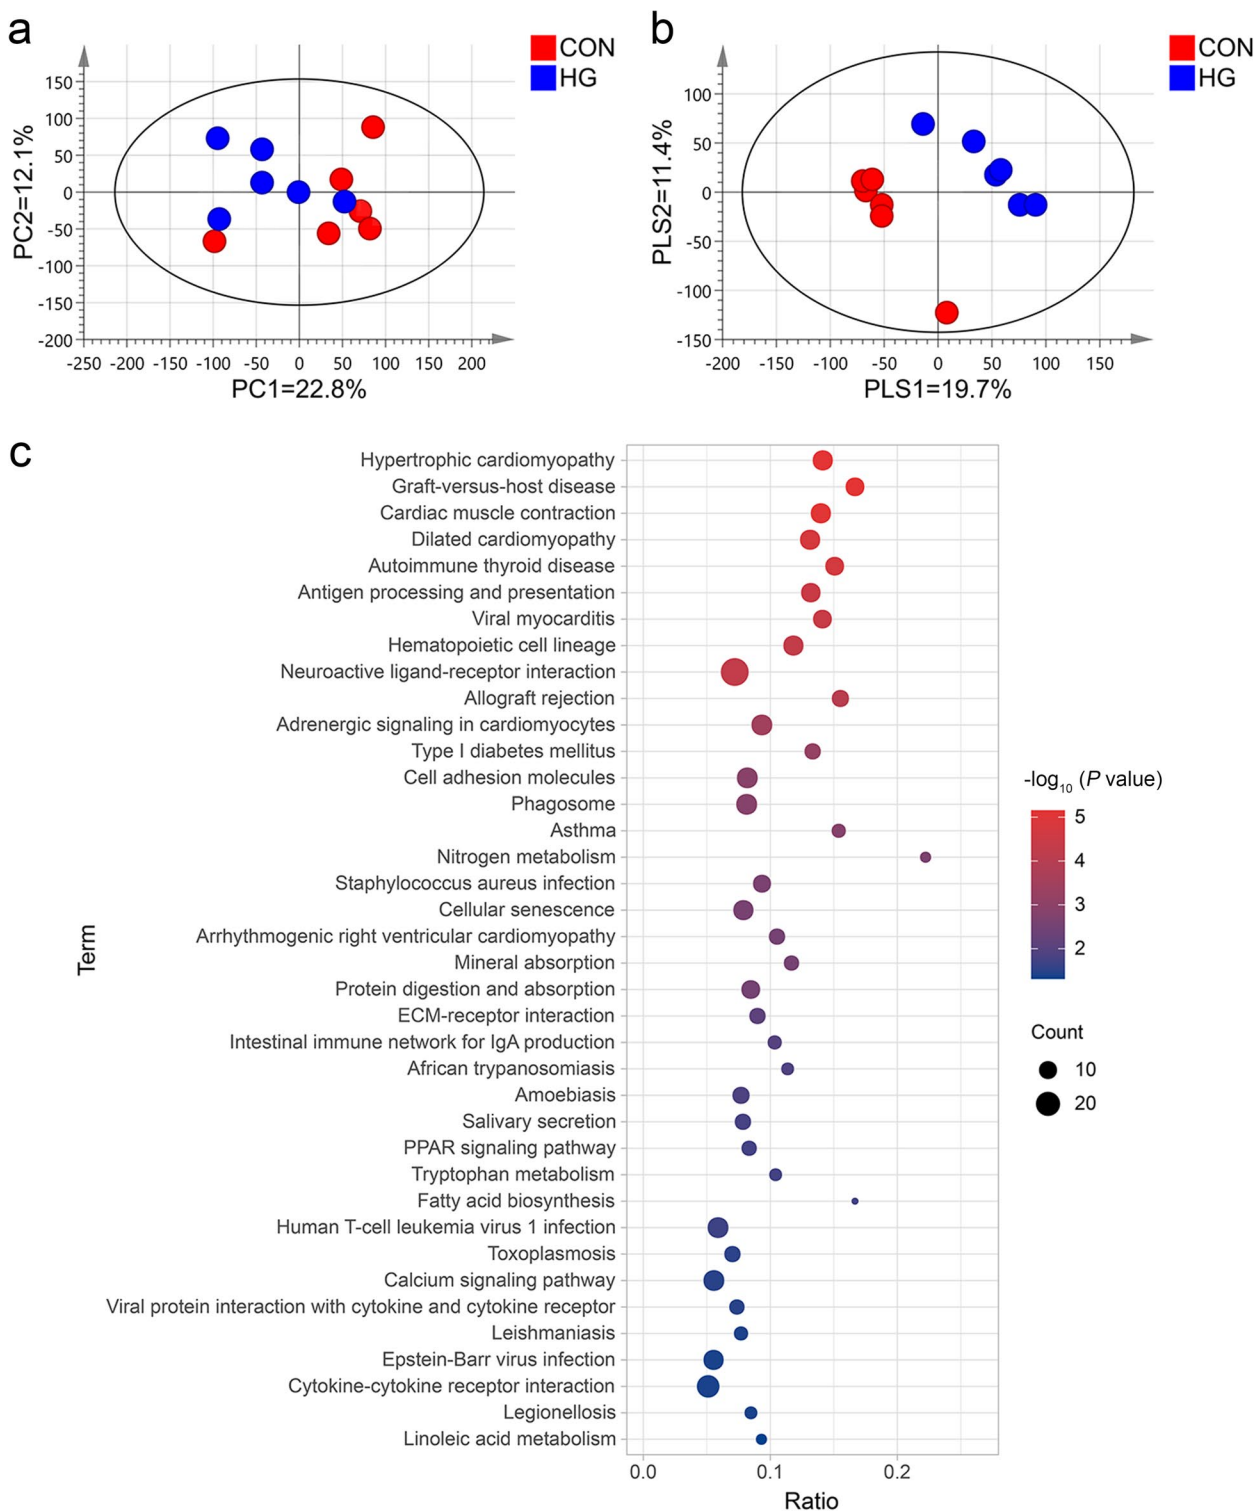 a
CON
HG
PC2=12.1%
150
100
50
0
-50
-100
-150
-200
-250 -200 -150 -100 -50 0 50 100 150 200
PC1=22.8%
b
CON
HG
PLS2=11.4%
100
50
0
-50
-100
-150
-200 -150 -100 -50 0 50 100 150
PLS1=19.7%
c
Term
Hypertrophic cardiomyopathy
Graft-versus-host disease
Cardiac muscle contraction
Dilated cardiomyopathy
Autoimmune thyroid disease
Antigen processing and presentation
Viral myocarditis
Hematopoietic cell lineage
Neuroactive ligand-receptor interaction
Allograft rejection
Adrenergic signaling in cardiomyocytes
Type I diabetes mellitus
Cell adhesion molecules
Phagosome
Asthma
Nitrogen metabolism
Staphylococcus aureus infection
Cellular senescence
Arrhythmogenic right ventricular cardiomyopathy
Mineral absorption
Protein digestion and absorption
ECM-receptor interaction
Intestinal immune network for IgA production
African trypanosomiasis
Amoebiasis
Salivary secretion
PPAR signaling pathway
Tryptophan metabolism
Fatty acid biosynthesis
Human T-cell leukemia virus 1 infection
Toxoplasmosis
Calcium signaling pathway
Viral protein interaction with cytokine and cytokine receptor
Leishmaniasis
Epstein-Barr virus infection
Cytokine-cytokine receptor interaction
Legionellosis
Linoleic acid metabolism
0.0 0.1 0.2
Ratio
-log₁₀ (P value)
5
4
3
2
Count
10
20